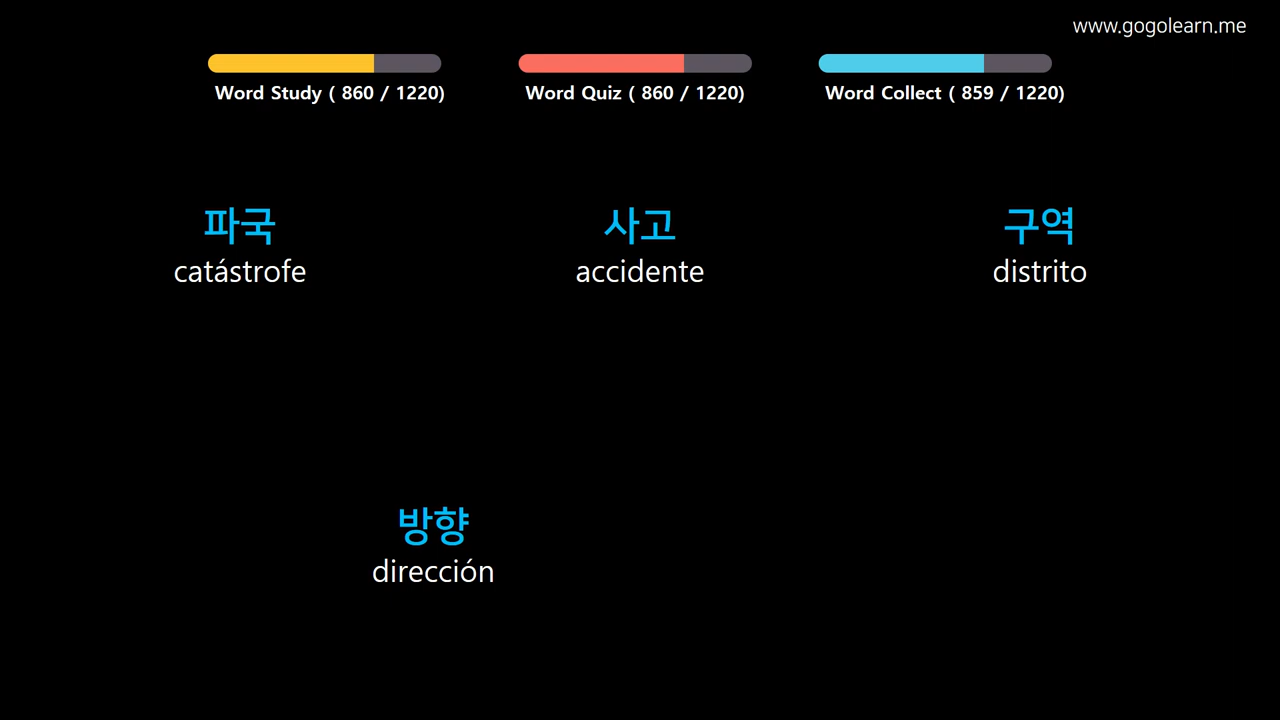 www.gogolearn.me
Word Study ( 860 / 1220)
Word Quiz ( 860 / 1220)
Word Collect ( 859 / 1220)
파국
catástrofe
사고
accidente
구역
distrito
방향
dirección